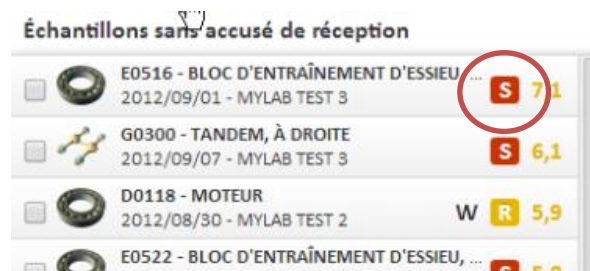 Échantillons sans accusé de réception
E0516 - BLOC D'ENTRAÎNEMENT D'ESSIEU, ... S 7,1
2012/09/01 - MYLAB TEST 3
G0300 - TANDEM, À DROITE S 6,1
2012/09/07 - MYLAB TEST 3
D0118 - MOTEUR W R 5,9
2012/08/30 - MYLAB TEST 2
E0522 - BLOC D'ENTRAÎNEMENT D'ESSIEU, ... S